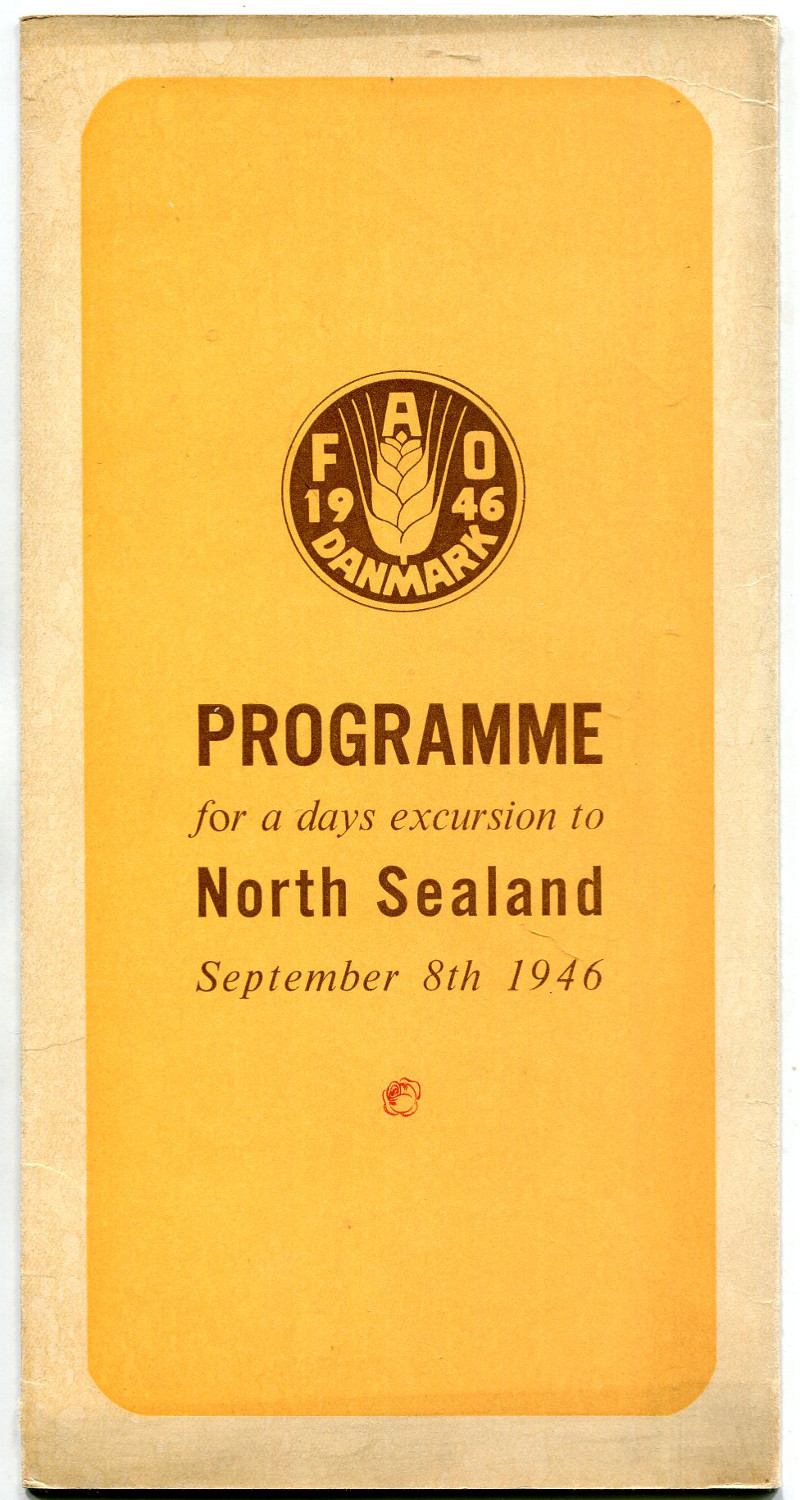 F A O
19 46
DANMARK
PROGRAMME
for a days excursion to
North Sealand
September 8th 1946